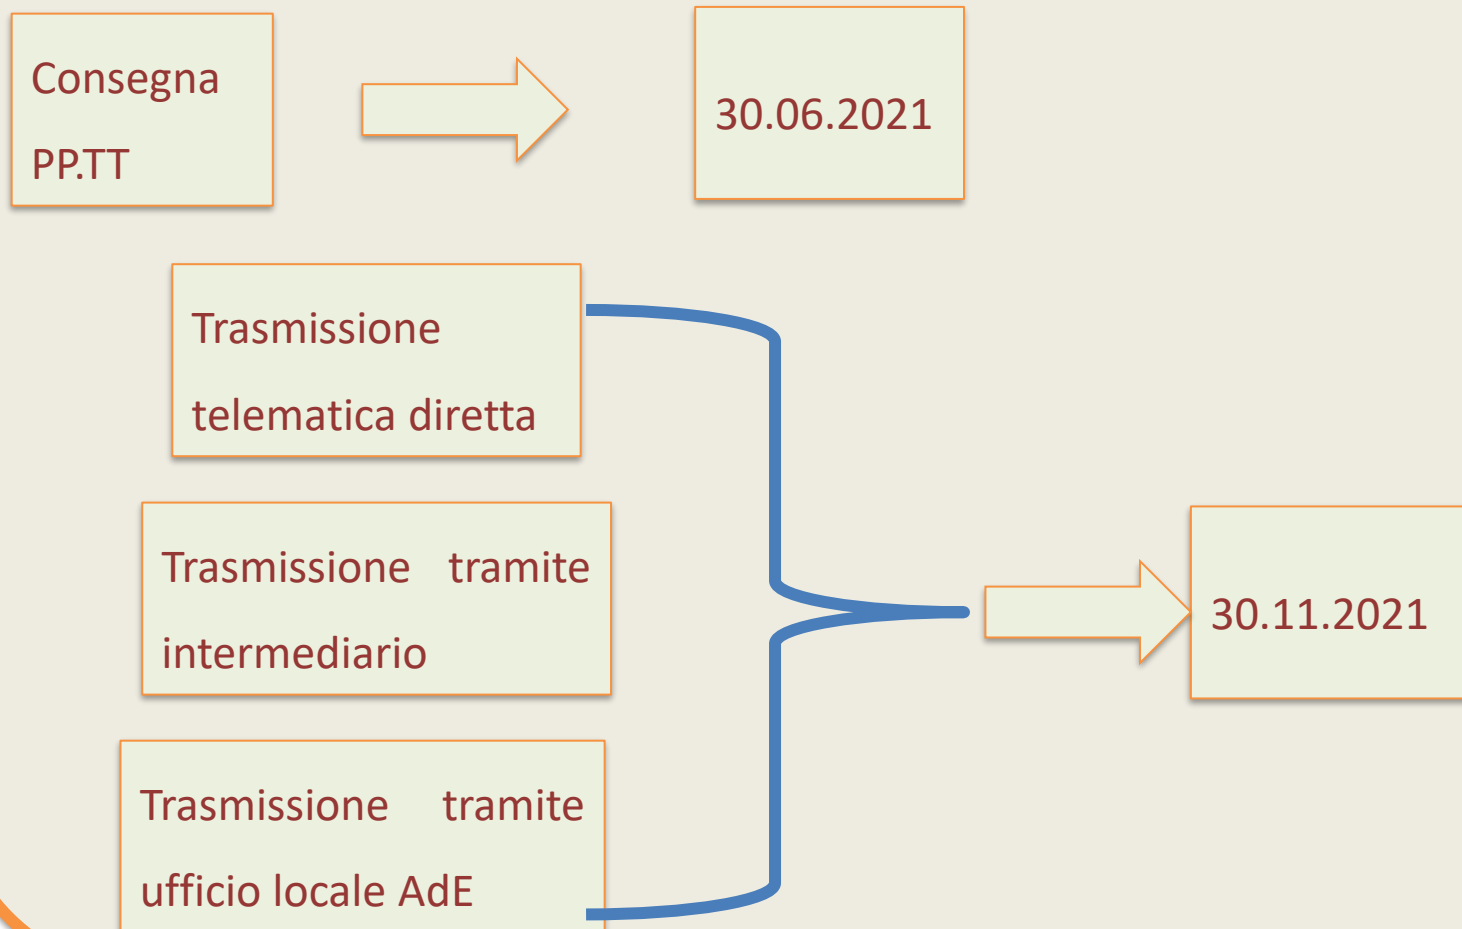 Consegna
PP.TT
30.06.2021
Trasmissione
telematica diretta
Trasmissione tramite
intermediario
Trasmissione tramite
ufficio locale AdE
30.11.2021